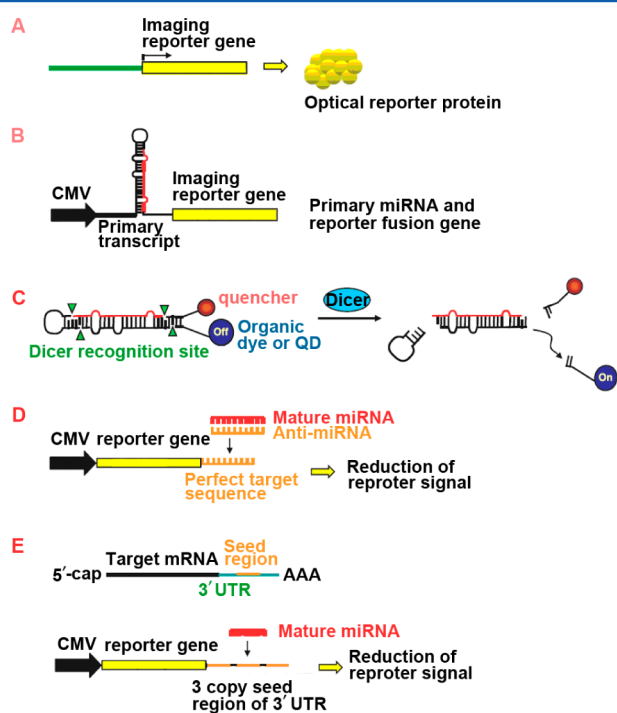 A
Imaging
reporter gene
Optical reporter protein
B
CMV
Primary
transcript
Imaging
reporter gene
Primary miRNA and
reporter fusion gene
C
quencher
Off
Organic
dye or QD
Dicer recognition site
Dicer
On
D
Mature miRNA
Anti-miRNA
CMV reporter gene
Perfect target
sequence
Reduction of
reproter signal
E
Target mRNA
Seed
region
5′-cap
AAA
3′ UTR
Mature miRNA
CMV reporter gene
3 copy seed
region of 3′ UTR
Reduction of
reproter signal